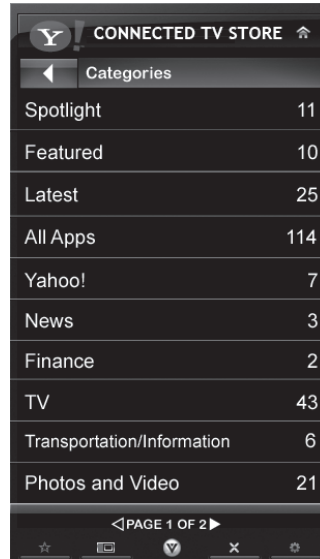 Y! CONNECTED TV STORE
Categories
Spotlight 11
Featured 10
Latest 25
All Apps 114
Yahoo! 7
News 3
Finance 2
TV 43
Transportation/Information 6
Photos and Video 21
PAGE 1 OF 2